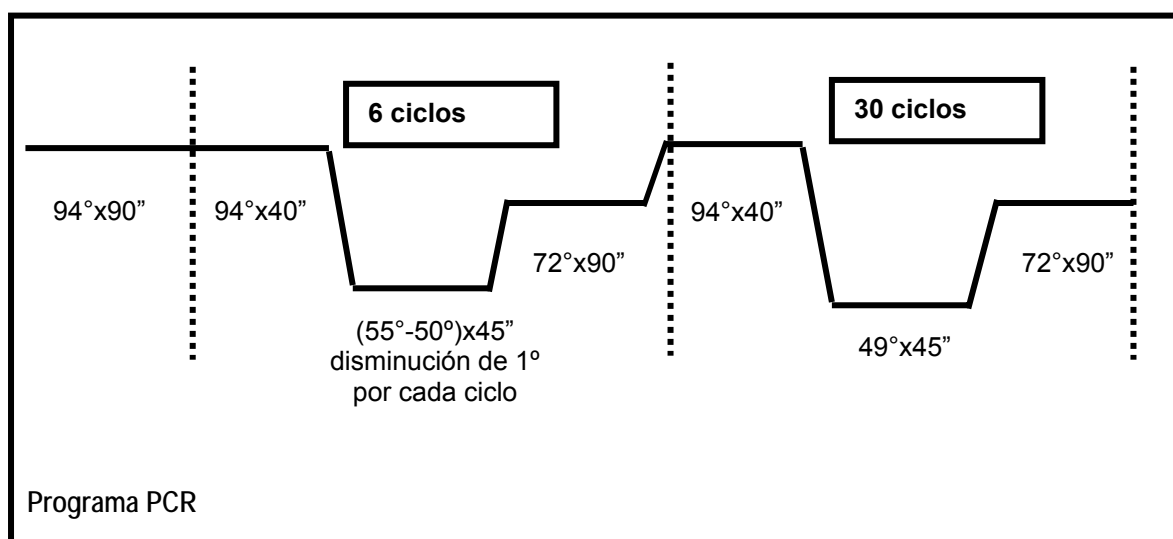 6 ciclos
30 ciclos
94°x90”
94°x40”
72°x90”
94°x40”
72°x90”
(55°-50º)x45”
disminución de 1º
por cada ciclo
49°x45”
Programa PCR